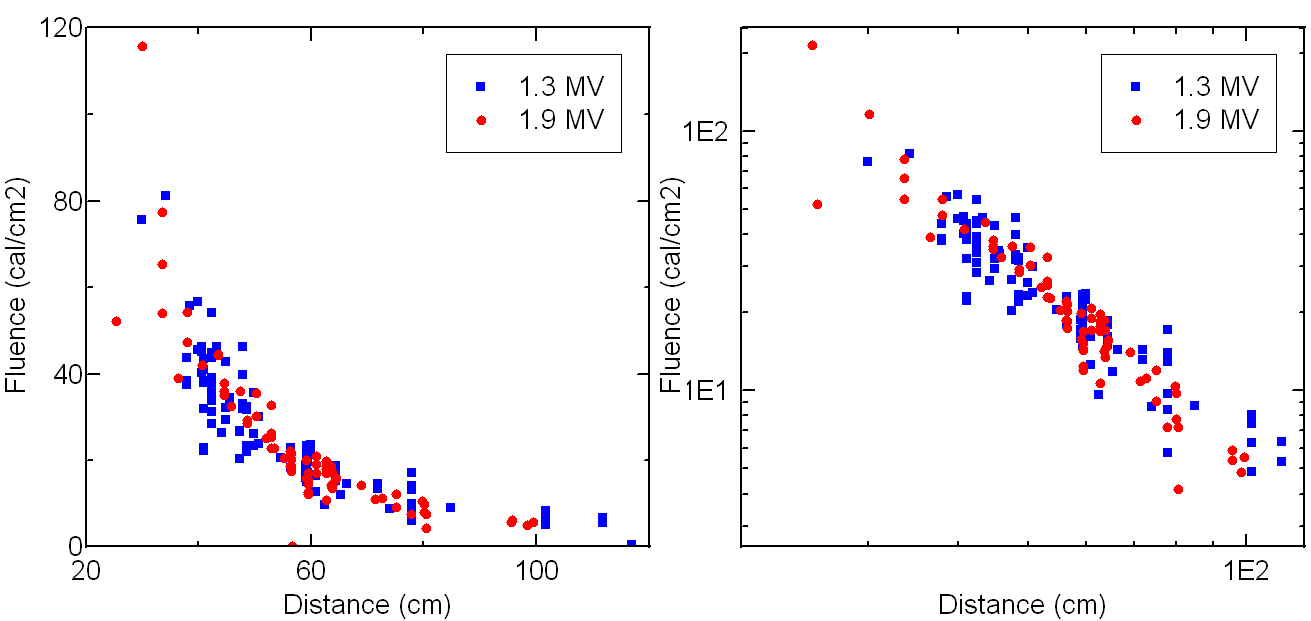 120
80
40
0
20
60
100
Fluence (cal/cm2)
Distance (cm)
1.3 MV
1.9 MV
1E2
1E1
1E2
Fluence (cal/cm2)
Distance (cm)
1.3 MV
1.9 MV